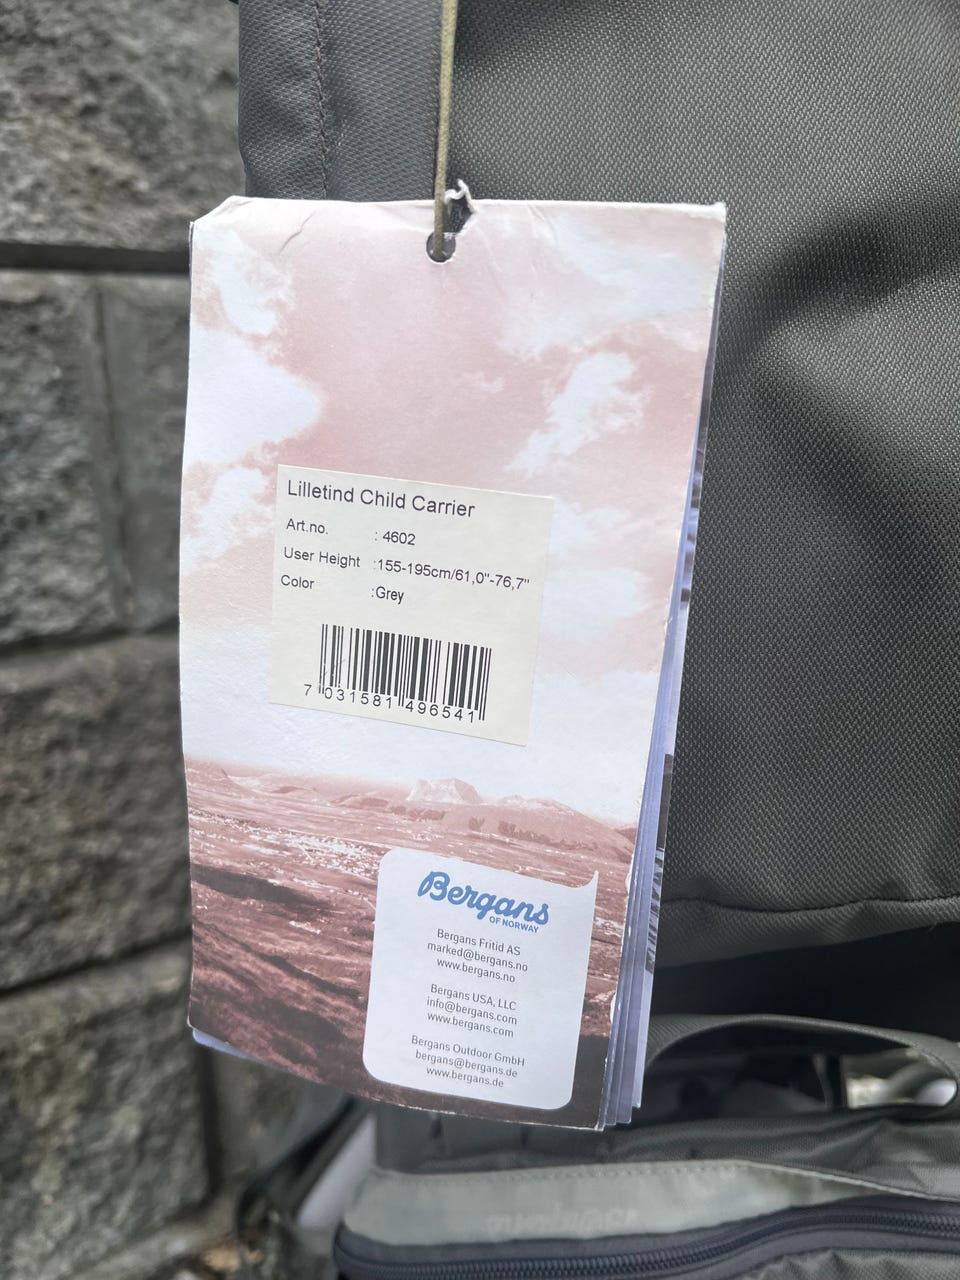 Lilletind Child Carrier
Art.no. : 4602
User Height :155-195cm/61,0"-76,7"
Color :Grey
7 031581 496541
Bergans
OF NORWAY
Bergans Fritid AS
marked@bergans.no
www.bergans.no
Bergans USA, LLC
info@bergans.com
www.bergans.com
Bergans Outdoor GmbH
bergans@bergans.de
www.bergans.de